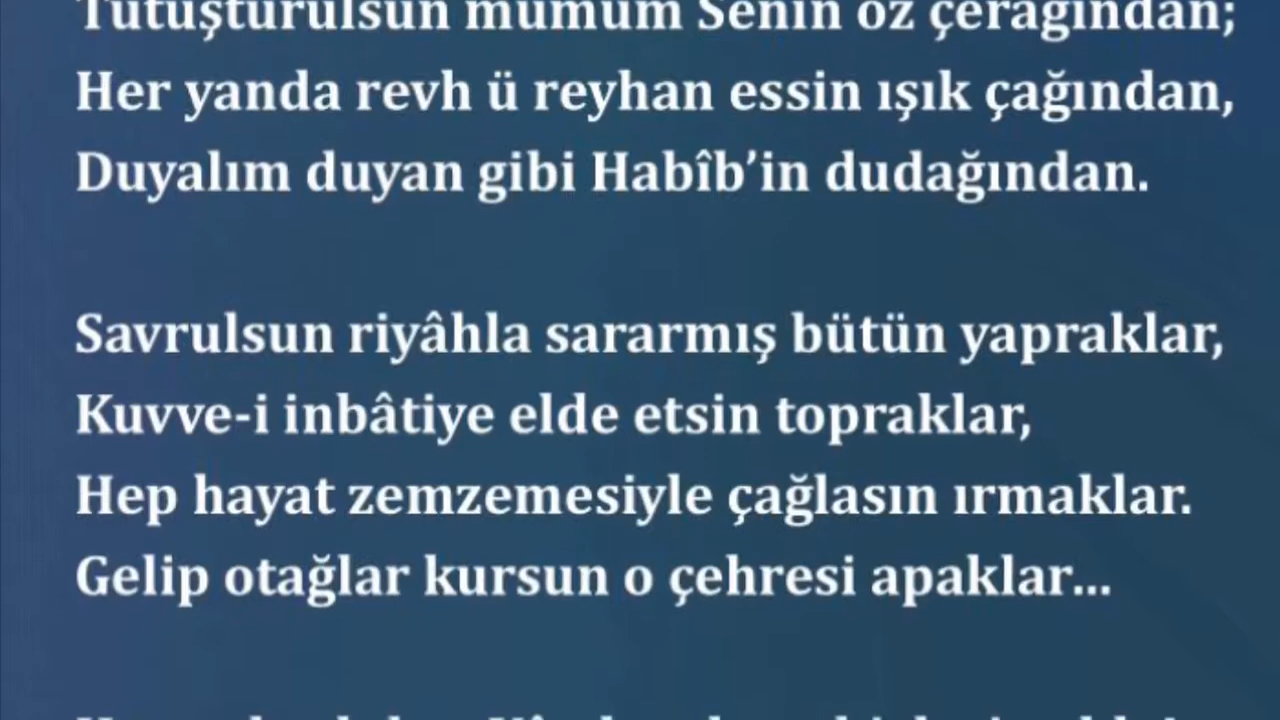 Tutuşturulsun mumum Senin öz çerağından;
Her yanda revh ü reyhan essin ışık çağından,
Duyalım duyan gibi Habîb’in dudağından.
Savrulsun riyâhla sararmış bütün yapraklar,
Kuvve-i inbâtiye elde etsin topraklar,
Hep hayat zemzemesiyle çağlasın ırmaklar.
Gelip otağlar kursun o çehresi apaklar...